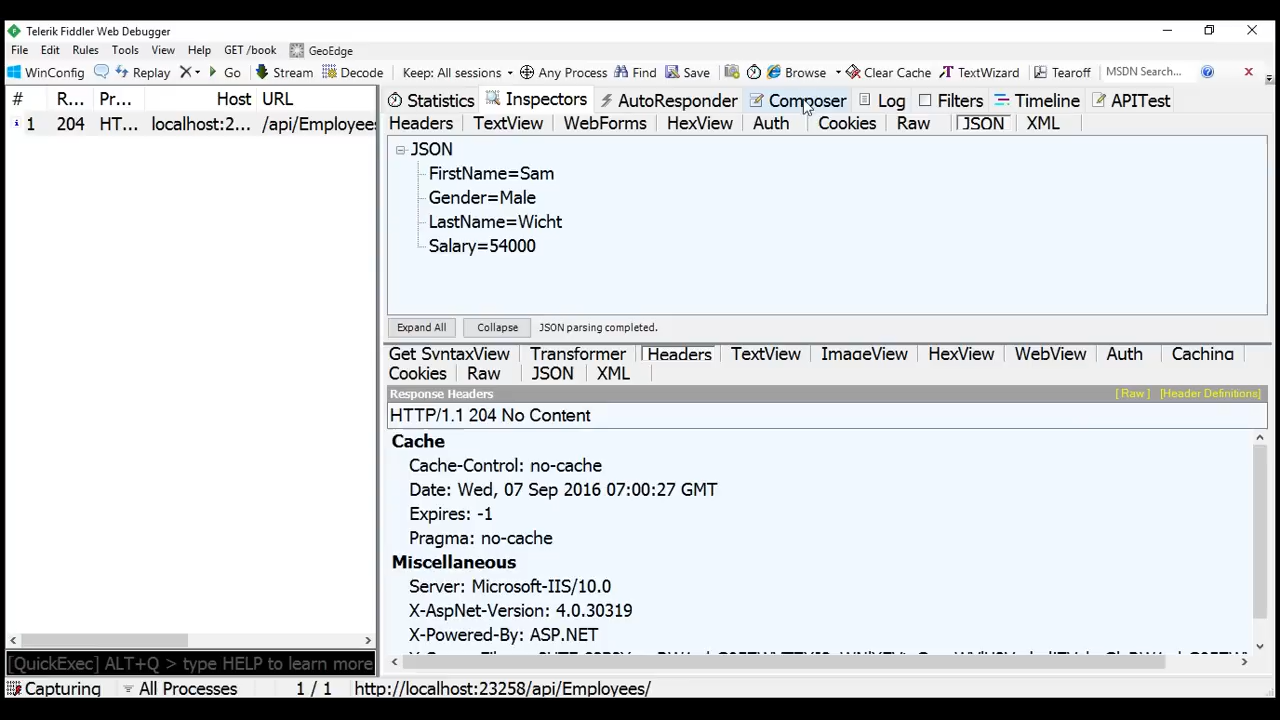 Telerik Fiddler Web Debugger
File Edit Rules Tools View Help GET /book GeoEdge
WinConfig Replay Go Stream Decode Keep: All sessions Any Process Find Save Browse Clear Cache TextWizard Tearoff MSDN Search...
# R... Pr... Host URL
1 204 HT... localhost:2... /api/Employees
Statistics Inspectors AutoResponder Composer Log Filters Timeline APITest
Headers TextView WebForms HexView Auth Cookies Raw JSON XML
JSON
FirstName=Sam
Gender=Male
LastName=Wicht
Salary=54000
Expand All Collapse JSON parsing completed.
Get SyntaxView Transformer Headers TextView ImageView HexView WebView Auth Caching
Cookies Raw JSON XML
Response Headers [ Raw ] [Header Definitions]
HTTP/1.1 204 No Content
Cache
Cache-Control: no-cache
Date: Wed, 07 Sep 2016 07:00:27 GMT
Expires: -1
Pragma: no-cache
Miscellaneous
Server: Microsoft-IIS/10.0
X-AspNet-Version: 4.0.30319
X-Powered-By: ASP.NET
[QuickExec] ALT+Q > type HELP to learn more
Capturing All Processes 1 / 1 http://localhost:23258/api/Employees/